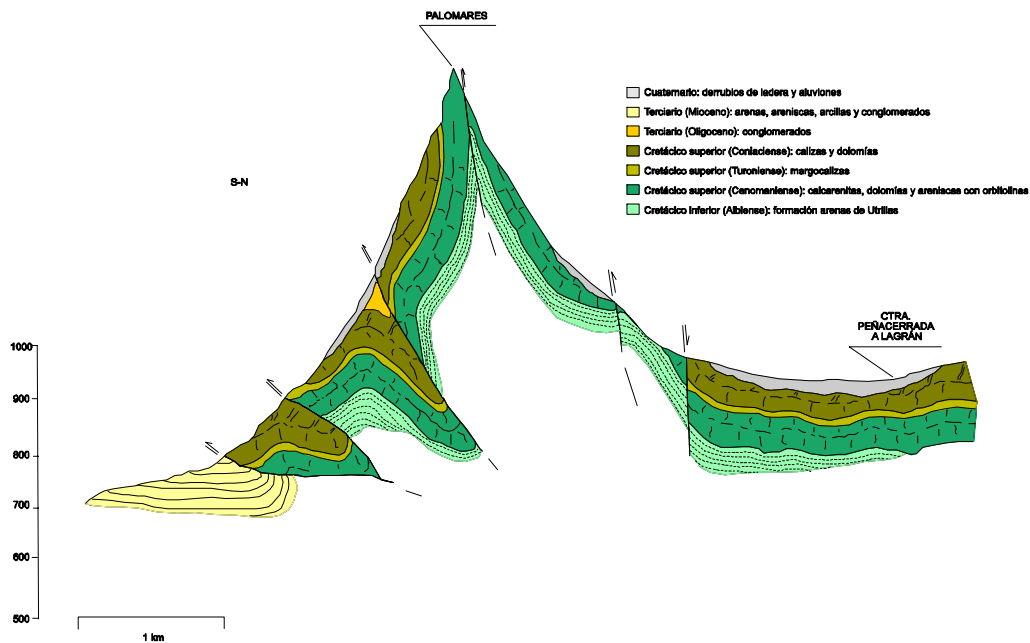 PALOMARES
Cuaternario: derrubios de ladera y aluviones
Terciario (Mioceno): arenas, areniscas, arcillas y conglomerados
Terciario (Oligoceno): conglomerados
Cretácico superior (Coniaciense): calizas y dolomías
Cretácico superior (Turoniense): margocalizas
Cretácico superior (Cenomaniense): calcarenitas, dolomías y areniscas con orbitolinas
Cretácico inferior (Albiense): formación arenas de Utrillas
S-N
CTRA.
PEÑACERRADA
A LAGRÁN
1000
900
800
700
600
500
1 km